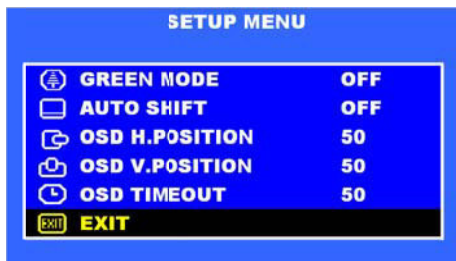 SETUP MENU
GREEN MODE OFF
AUTO SHIFT OFF
OSD H.POSITION 50
OSD V.POSITION 50
OSD TIMEOUT 50
EXIT EXIT